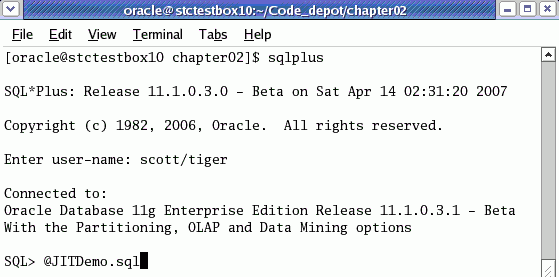 oracle@stctestbox10:~/Code_depot/chapter02
File Edit View Terminal Tabs Help
[oracle@stctestbox10 chapter02]$ sqlplus
SQL*Plus: Release 11.1.0.3.0 - Beta on Sat Apr 14 02:31:20 2007
Copyright (c) 1982, 2006, Oracle.  All rights reserved.
Enter user-name: scott/tiger
Connected to:
Oracle Database 11g Enterprise Edition Release 11.1.0.3.1 - Beta
With the Partitioning, OLAP and Data Mining options
SQL> @JITDemo.sql